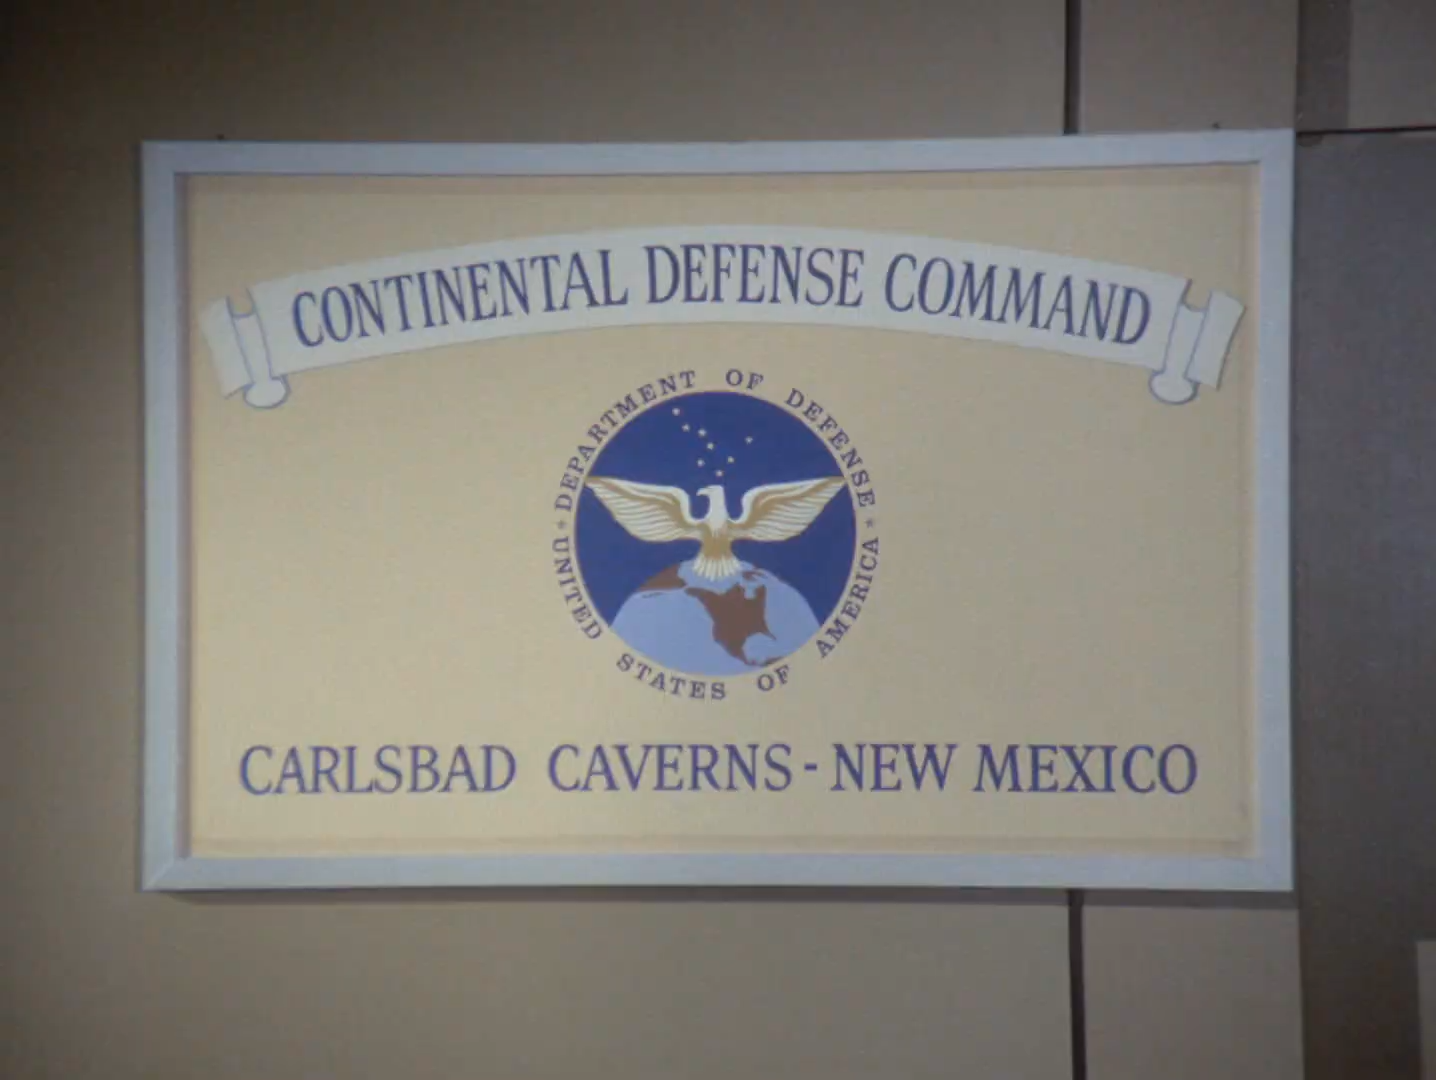 CONTINENTAL DEFENSE COMMAND
DEPARTMENT OF DEFENSE
UNITED STATES OF AMERICA
CARLSBAD CAVERNS - NEW MEXICO